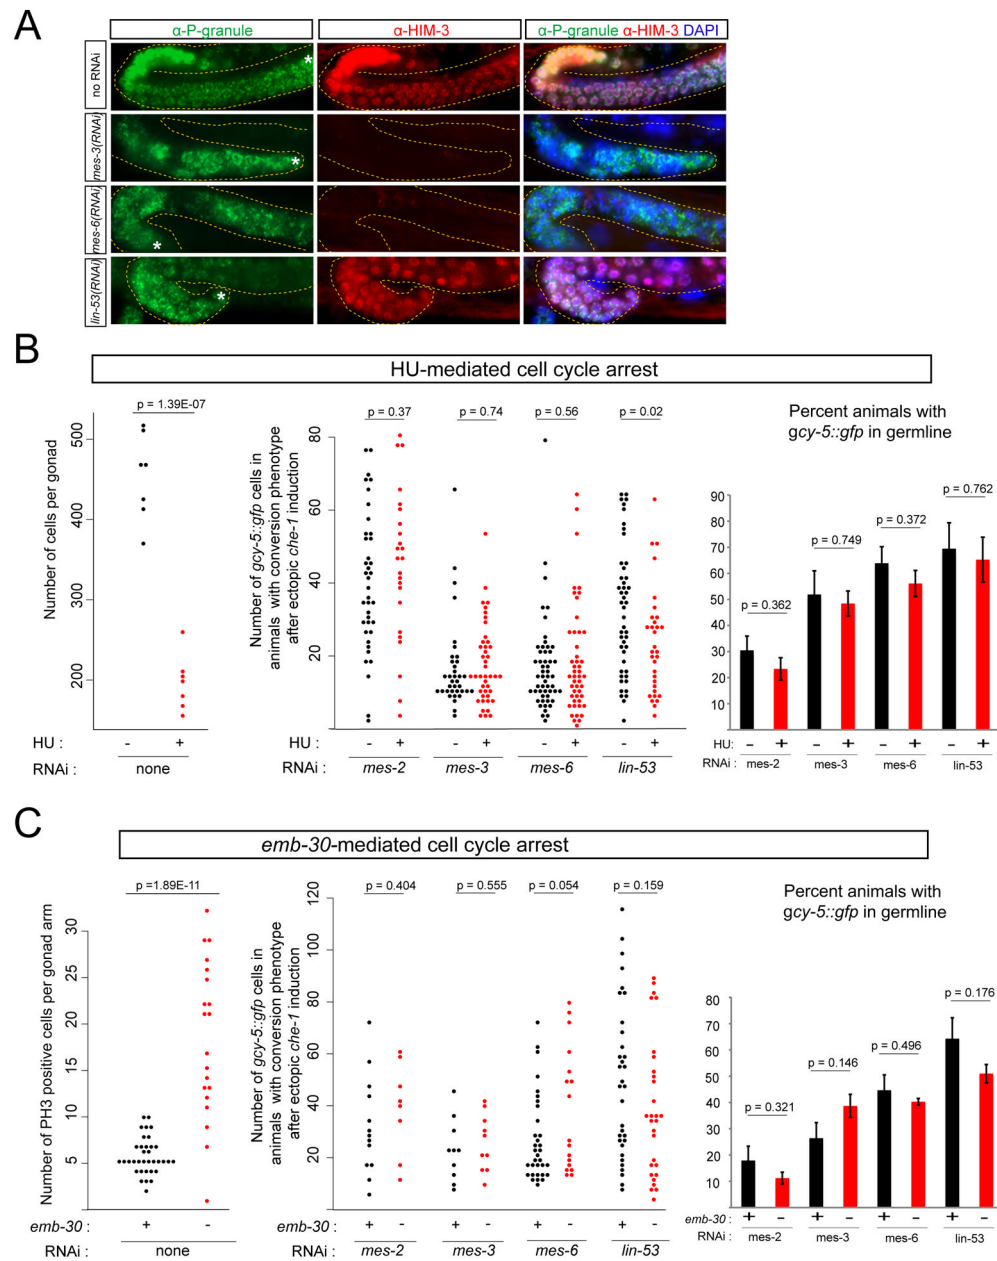 A
α-P-granule α-HIM-3 α-P-granule α-HIM-3 DAPI
no RNAi
*
mes-3(RNAi)
*
mes-6(RNAi)
*
lin-53(RNAi)
*
B
HU-mediated cell cycle arrest
p = 1.39E-07
Number of cells per gonad
500
400
300
200
HU : - +
RNAi : none
Number of gcy-5::gfp cells in
animals with conversion phenotype
after ectopic che-1 induction
80
60
40
20
p = 0.37 p = 0.74 p = 0.56 p = 0.02
HU : - + - + - + - +
RNAi : mes-2 mes-3 mes-6 lin-53
Percent animals with
gcy-5::gfp in germline
90
80
70
60
50
40
30
20
10
p = 0.362
p = 0.749
p = 0.372
p = 0.762
HU: - + - + - + - +
RNAi : mes-2 mes-3 mes-6 lin-53
C
emb-30-mediated cell cycle arrest
p =1.89E-11
Number of PH3 positive cells per gonad arm
30
25
20
15
10
5
emb-30 : + -
RNAi : none
Number of gcy-5::gfp cells in
animals with conversion phenotype
after ectopic che-1 induction
120
100
80
60
40
20
p = 0.404 p = 0.555 p = 0.054 p = 0.159
emb-30 : + - + - + - + -
RNAi : mes-2 mes-3 mes-6 lin-53
Percent animals with
gcy-5::gfp in germline
80
70
60
50
40
30
20
10
p = 0.321
p = 0.146
p = 0.496
p = 0.176
emb-30 : + - + - + - + -
RNAi : mes-2 mes-3 mes-6 lin-53